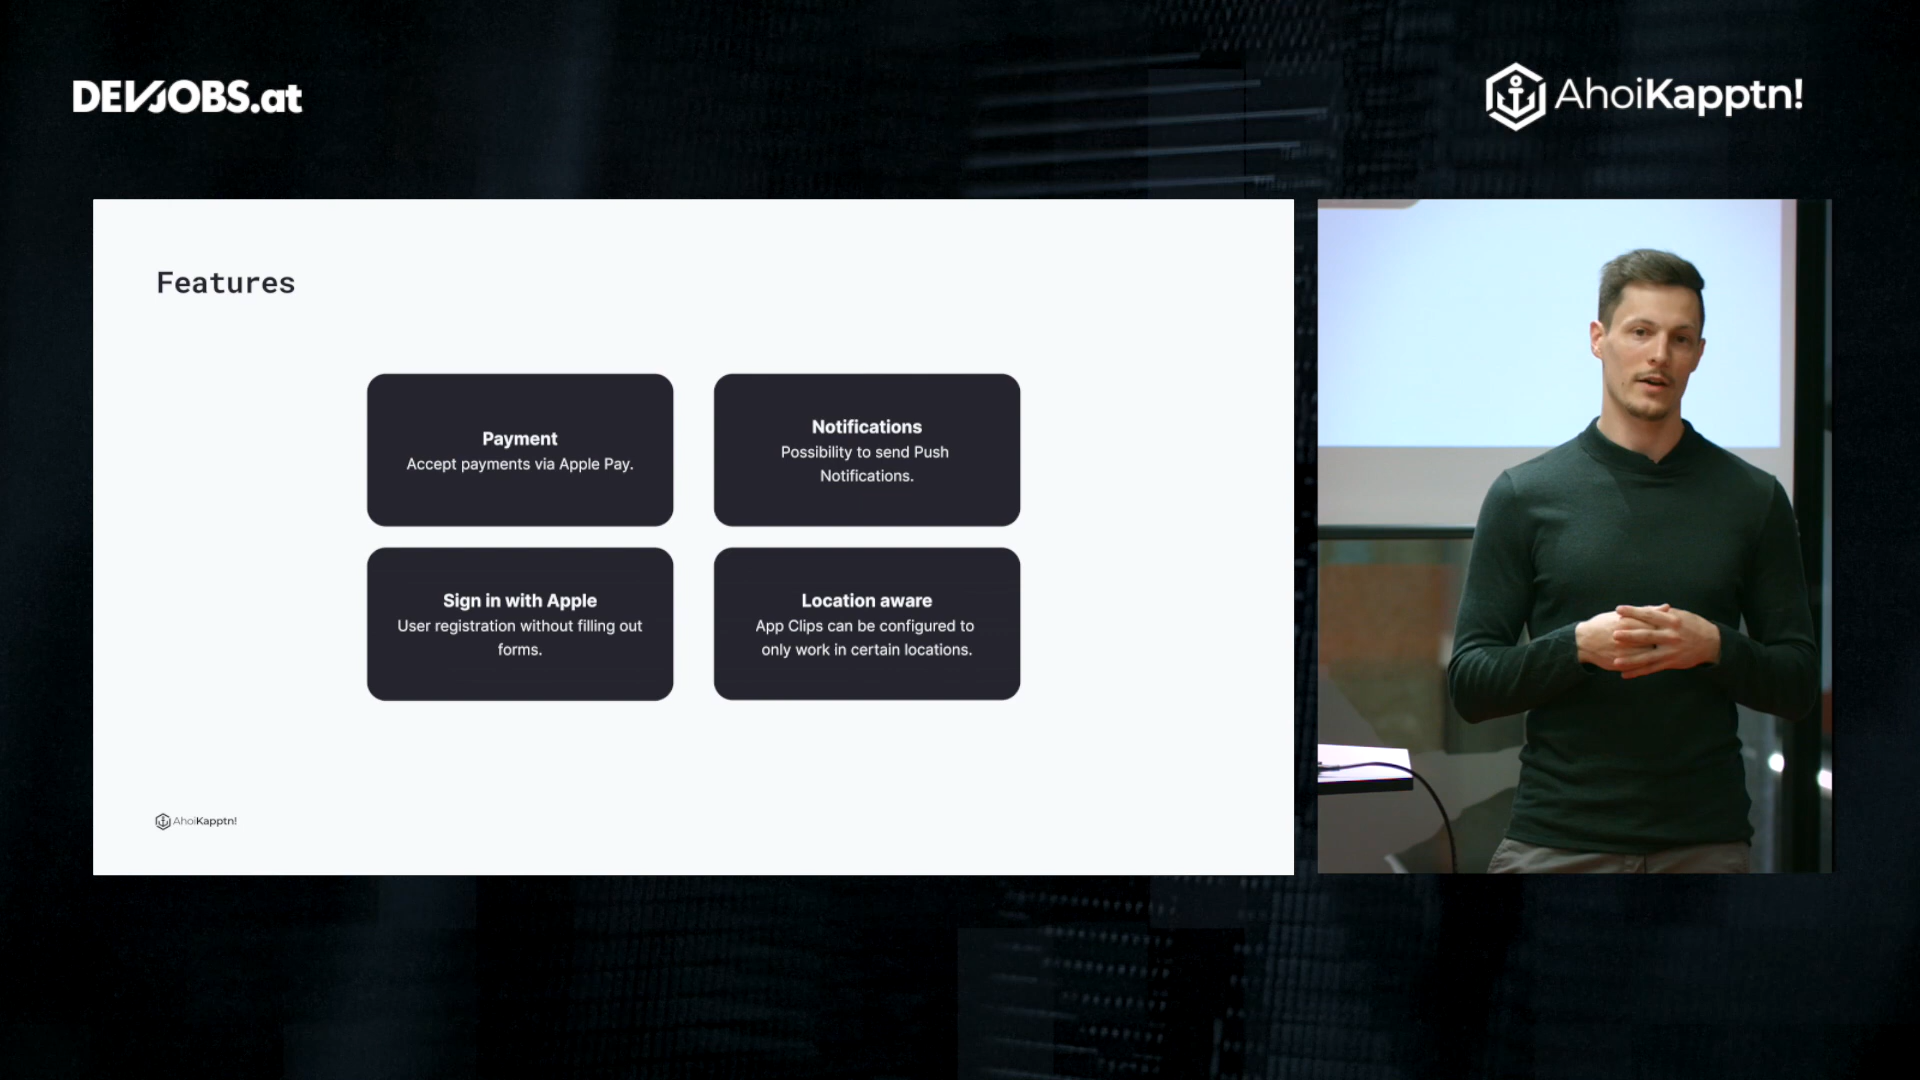 DEVJOBS.at
AhoiKapptn!
Features
Payment
Accept payments via Apple Pay.
Notifications
Possibility to send Push
Notifications.
Sign in with Apple
User registration without filling out
forms.
Location aware
App Clips can be configured to
only work in certain locations.
AhoiKapptn!